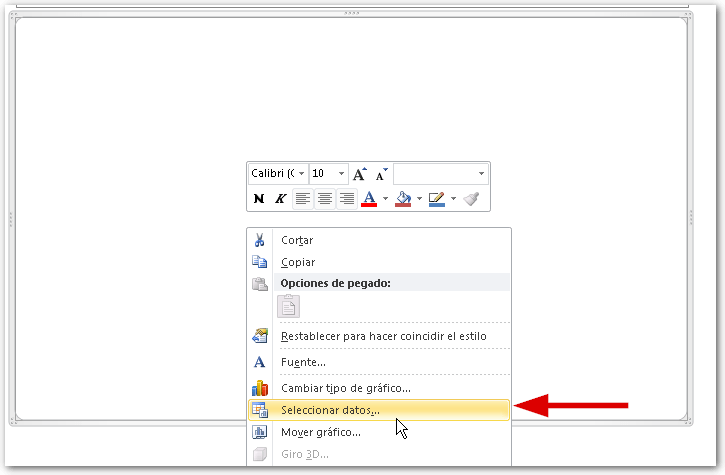 Calibri (C 10 A A
N K A
Cortar
Copiar
Opciones de pegado:
Restablecer para hacer coincidir el estilo
A Fuente...
Cambiar tipo de gráfico...
Seleccionar datos...
Mover gráfico...
Giro 3D...